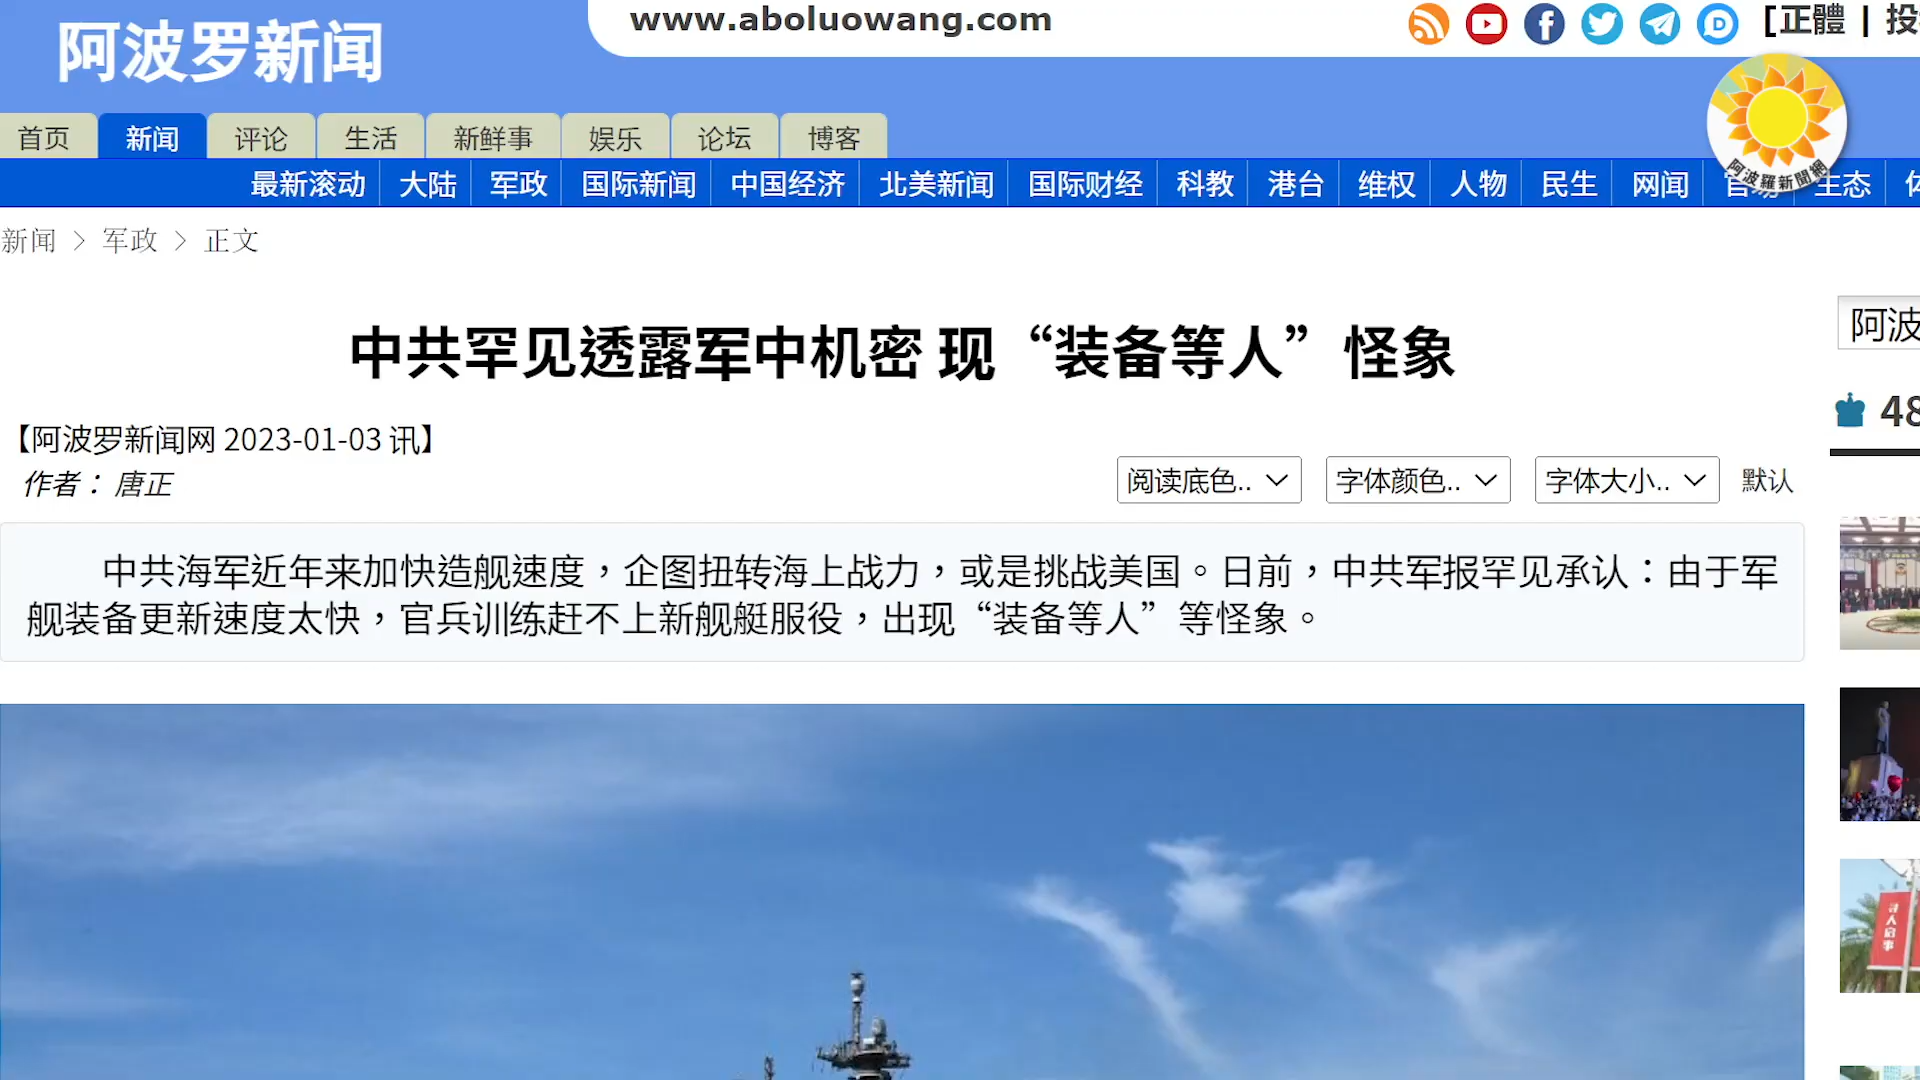 阿波罗新闻
www.aboluowang.com
[正體 | 投
首页 新闻 评论 生活 新鲜事 娱乐 论坛 博客
阿波羅新聞網
最新滚动 大陆 军政 国际新闻 中国经济 北美新闻 国际财经 科教 港台 维权 人物 民生 网闻 生态
新闻 > 军政 > 正文
中共罕见透露军中机密 现“装备等人”怪象
阿波
【阿波罗新闻网 2023-01-03 讯】
48
作者：唐正
阅读底色.. 字体颜色.. 字体大小.. 默认
中共海军近年来加快造舰速度，企图扭转海上战力，或是挑战美国。日前，中共军报罕见承认：由于军
舰装备更新速度太快，官兵训练赶不上新舰艇服役，出现“装备等人”等怪象。
寻人启事